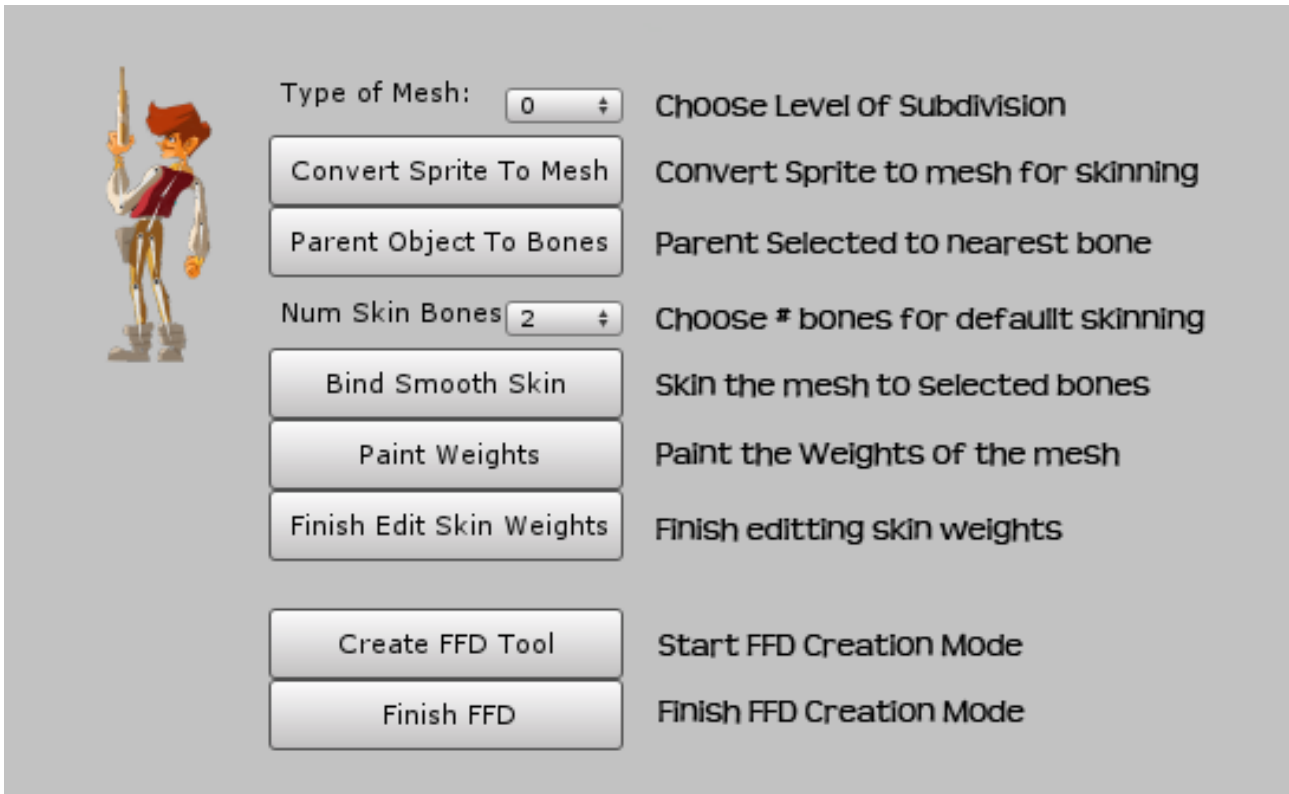 Type of Mesh: 0 Choose Level of Subdivision
Convert Sprite To Mesh Convert Sprite to mesh for skinning
Parent Object To Bones Parent Selected to nearest bone
Num Skin Bones 2 Choose # bones for defaullt skinning
Bind Smooth Skin Skin the mesh to selected bones
Paint Weights Paint the Weights of the mesh
Finish Edit Skin Weights Finish editting skin weights
Create FFD Tool Start FFD Creation Mode
Finish FFD Finish FFD Creation Mode